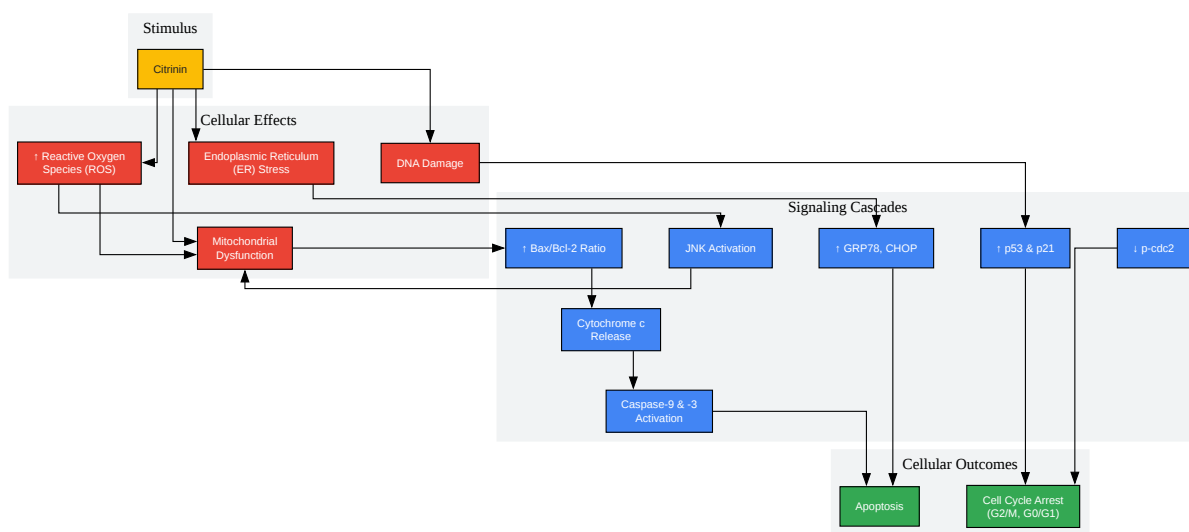 Stimulus
Citrinin
Cellular Effects
↑ Reactive Oxygen
Species (ROS)
Endoplasmic Reticulum
(ER) Stress
DNA Damage
Mitochondrial
Dysfunction
Signaling Cascades
↑ Bax/Bcl-2 Ratio
JNK Activation
↑ GRP78, CHOP
↑ p53 & p21
↓ p-cdc2
Cytochrome c
Release
Caspase-9 & -3
Activation
Cellular Outcomes
Apoptosis
Cell Cycle Arrest
(G2/M, G0/G1)